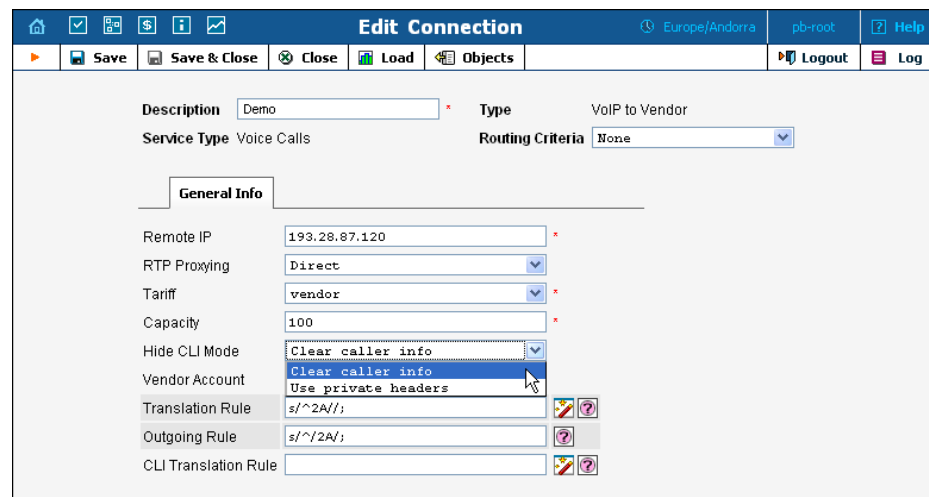 Edit Connection Europe/Andorra pb-root ? Help
Save Save & Close Close Load Objects Logout Log
Description Demo * Type VoIP to Vendor
Service Type Voice Calls Routing Criteria None
General Info
Remote IP 193.28.87.120 *
RTP Proxying Direct
Tariff vendor *
Capacity 100 *
Hide CLI Mode Clear caller info
Clear caller info
Vendor Account Use private headers
Translation Rule s/^2A//; ?
Outgoing Rule s/^/2A/; ?
CLI Translation Rule ?